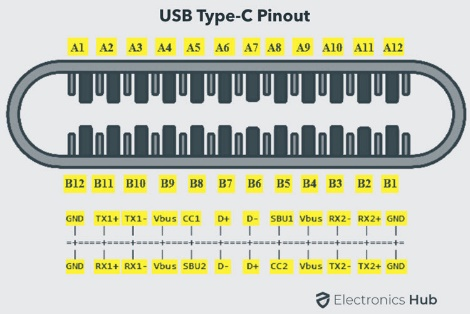 USB Type-C Pinout
A1 A2 A3 A4 A5 A6 A7 A8 A9 A10 A11 A12
B12 B11 B10 B9 B8 B7 B6 B5 B4 B3 B2 B1
GND TX1+ TX1- Vbus CC1 D+ D- SBU1 Vbus RX2- RX2+ GND
GND RX1+ RX1- Vbus SBU2 D- D+ CC2 Vbus TX2- TX2+ GND
Electronics Hub